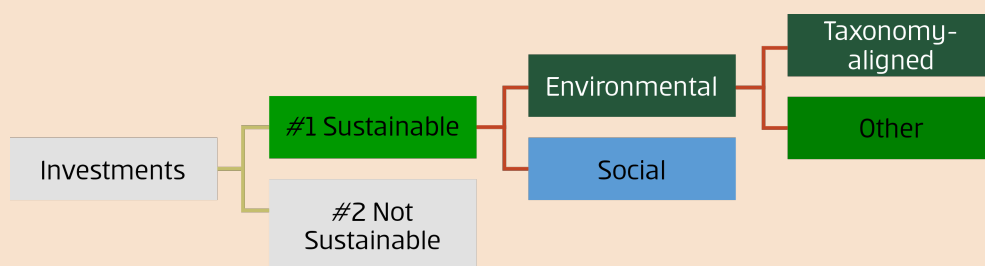 Investments
#1 Sustainable
#2 Not
Sustainable
Environmental
Social
Taxonomy-
aligned
Other